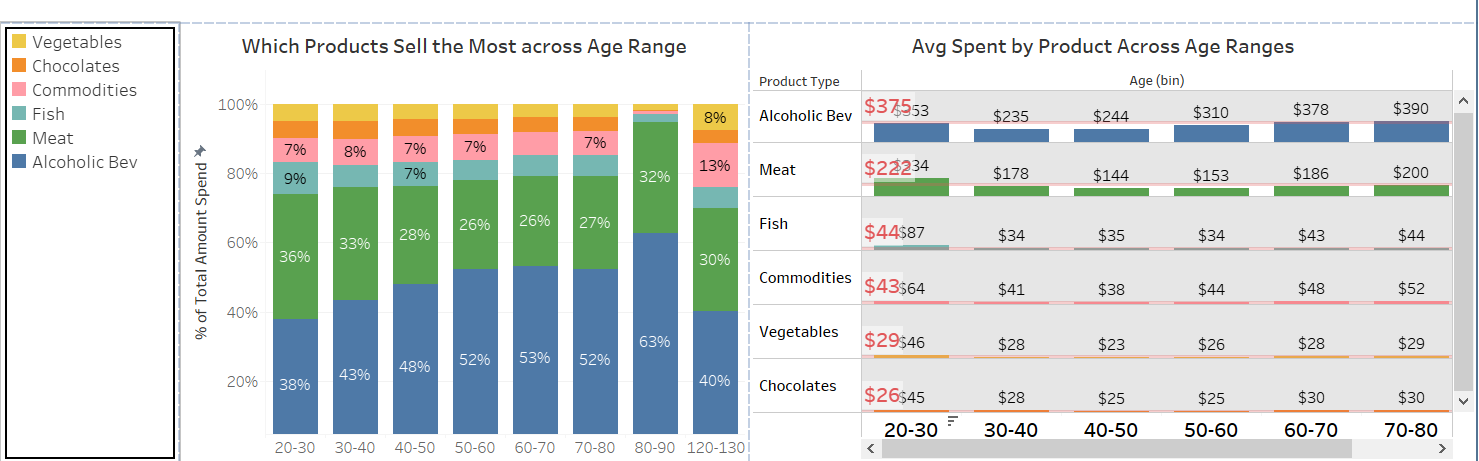 Vegetables
Chocolates
Commodities
Fish
Meat
Alcoholic Bev
Which Products Sell the Most across Age Range
% of Total Amount Spend
100%
80%
60%
40%
20%
8%
7% 8% 7% 7% 7% 13%
9% 7%
36% 33% 28% 26% 26% 27% 32% 30%
38% 43% 48% 52% 53% 52% 63% 40%
20-30 30-40 40-50 50-60 60-70 70-80 80-90 120-130
Avg Spent by Product Across Age Ranges
Product Type Age (bin)
Alcoholic Bev $375 $353 $235 $244 $310 $378 $390
Meat $222 $334 $178 $144 $153 $186 $200
Fish $44 $87 $34 $35 $34 $43 $44
Commodities $43 $64 $41 $38 $44 $48 $52
Vegetables $29 $46 $28 $23 $26 $28 $29
Chocolates $26 $45 $28 $25 $25 $30 $30
20-30 30-40 40-50 50-60 60-70 70-80